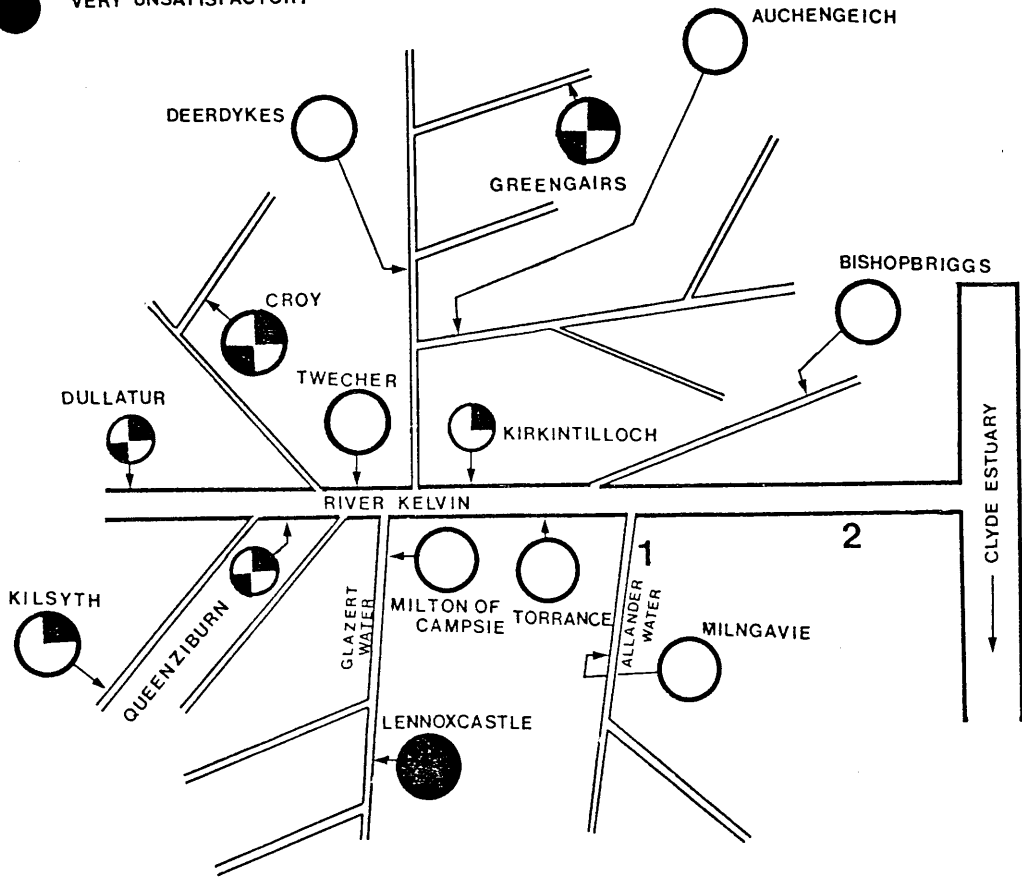 VERY UNSATISFACTORY
AUCHENGEICH
DEERDYKES
GREENGAIRS
BISHOPBRIGGS
CROY
TWECHER
DULLATUR
KIRKINTILLOCH
RIVER KELVIN
CLYDE ESTUARY
1
2
KILSYTH
QUEENZIBURN
GLAZERT
WATER
MILTON OF
CAMPSIE
TORRANCE
ALLANDER
WATER
MILNGAVIE
LENNOXCASTLE